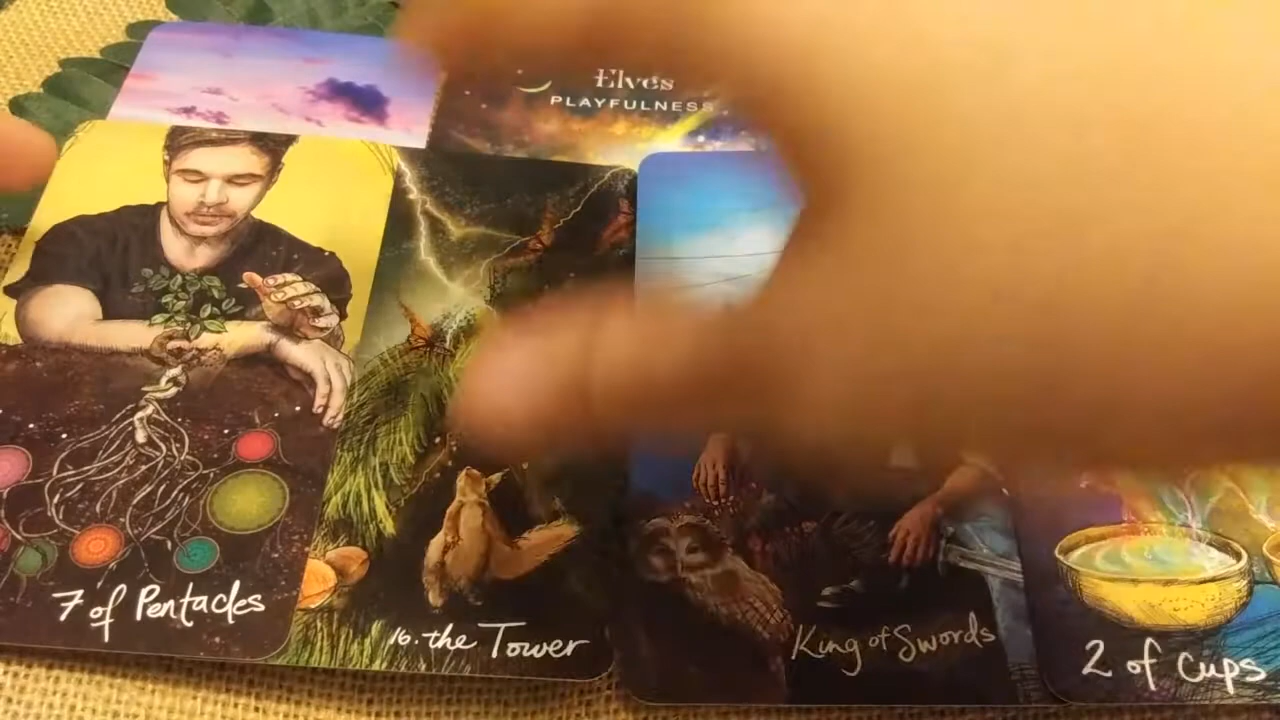 Elves
PLAYFULNESS
7 of Pentacles
16. the Tower
King of Swords
2 of Cups